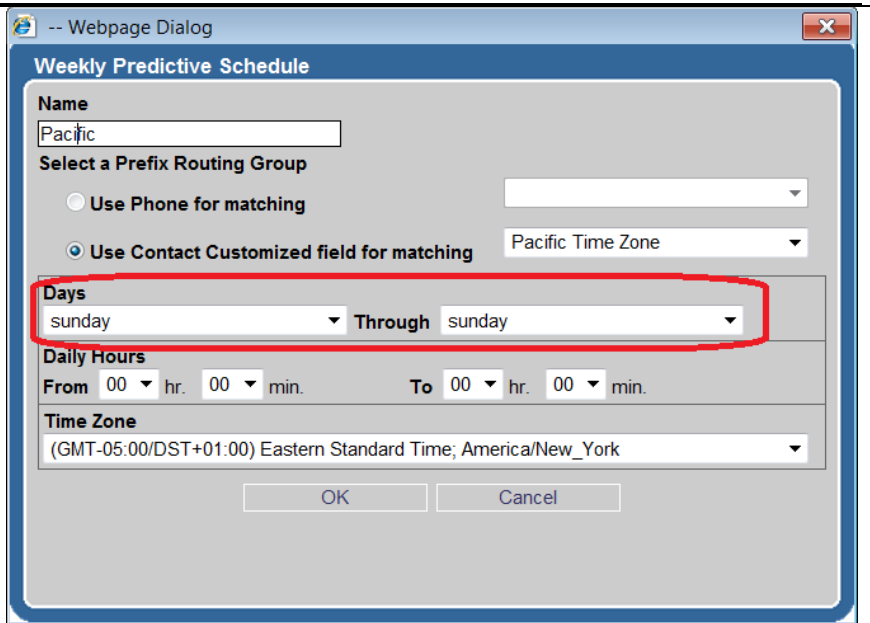 -- Webpage Dialog
Weekly Predictive Schedule
Name
Pacific
Select a Prefix Routing Group
Use Phone for matching
Use Contact Customized field for matching Pacific Time Zone
Days
sunday Through sunday
Daily Hours
From 00 hr. 00 min. To 00 hr. 00 min.
Time Zone
(GMT-05:00/DST+01:00) Eastern Standard Time; America/New_York
OK Cancel